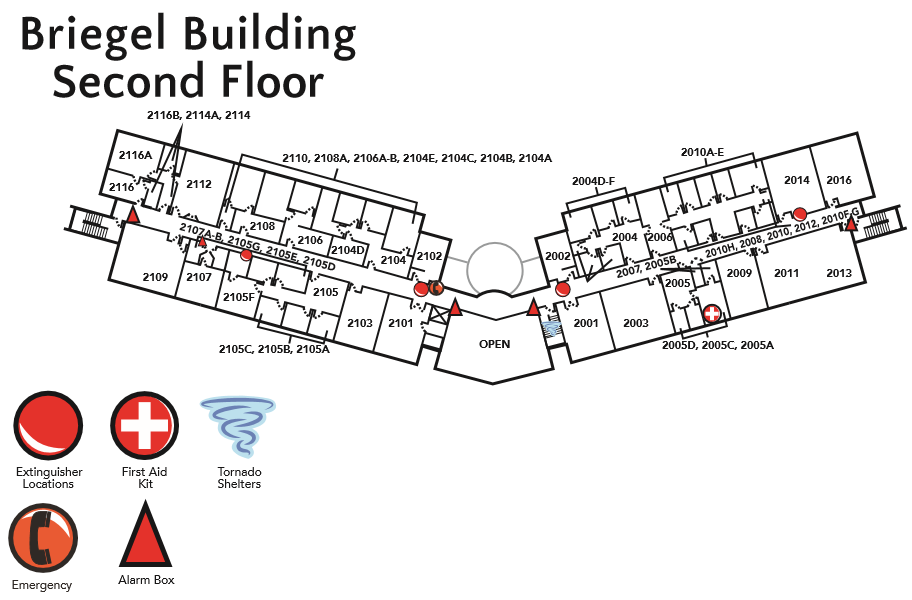 Briegel Building
Second Floor
2116B, 2114A, 2114
2110, 2108A, 2106A-B, 2104E, 2104C, 2104B, 2104A
2010A-E
2004D-F
2116A
2116
2112
2108
2106
2104D
2104
2102
2107A-B, 2105G, 2105E, 2105D
2109
2107
2105F
2105
2103
2101
2105C, 2105B, 2105A
OPEN
2002
2004
2006
2014
2016
2007, 2005B
2010H, 2008, 2010, 2012, 2010F-G
2001
2003
2005
2009
2011
2013
2005D, 2005C, 2005A
Extinguisher
Locations
First Aid
Kit
Tornado
Shelters
Emergency
Alarm Box